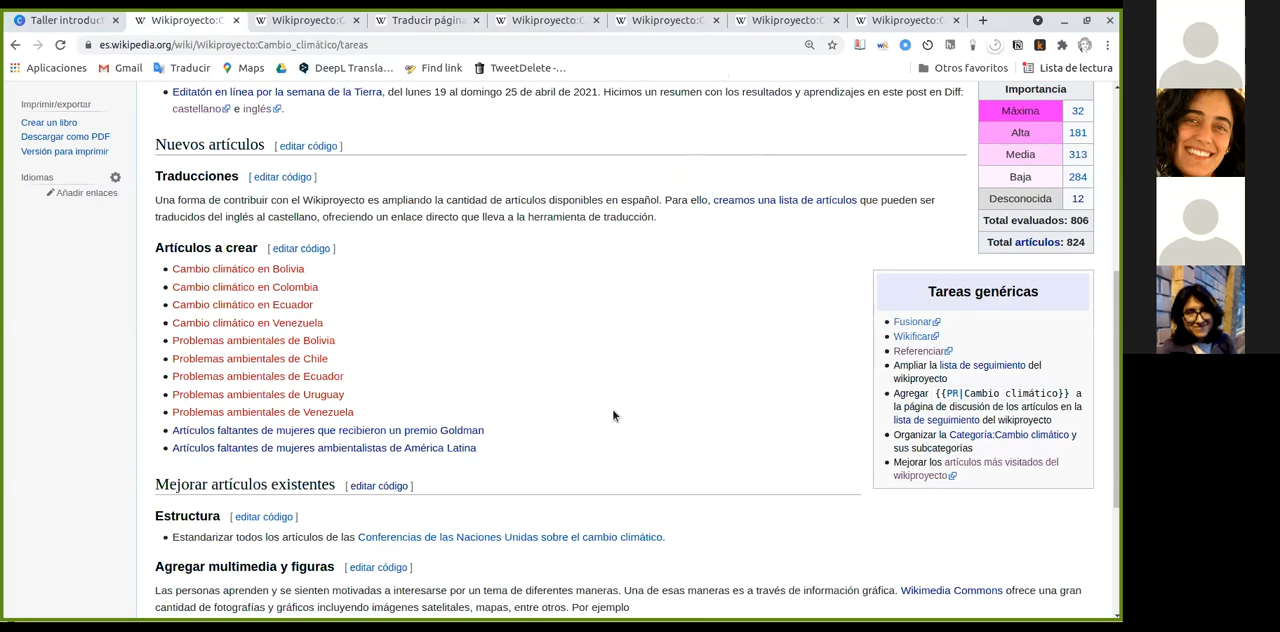 Taller introduct
Wikiproyecto:C
Wikiproyecto:C
Traducir página
Wikiproyecto:C
Wikiproyecto:C
Wikiproyecto:C
Wikiproyecto:C
es.wikipedia.org/wiki/Wikiproyecto:Cambio_climático/tareas
Aplicaciones
Gmail
Traducir
Maps
DeepL Transla...
Find link
TweetDelete -...
Otros favoritos
Lista de lectura
Imprimir/exportar
Crear un libro
Descargar como PDF
Versión para imprimir
Idiomas
Añadir enlaces
Editatón en línea por la semana de la Tierra, del lunes 19 al domingo 25 de abril de 2021. Hicimos un resumen con los resultados y aprendizajes en este post en Diff:
castellano e inglés.
Nuevos artículos [ editar código ]
Traducciones [ editar código ]
Una forma de contribuir con el Wikiproyecto es ampliando la cantidad de artículos disponibles en español. Para ello, creamos una lista de artículos que pueden ser
traducidos del inglés al castellano, ofreciendo un enlace directo que lleva a la herramienta de traducción.
Artículos a crear [ editar código ]
Cambio climático en Bolivia
Cambio climático en Colombia
Cambio climático en Ecuador
Cambio climático en Venezuela
Problemas ambientales de Bolivia
Problemas ambientales de Chile
Problemas ambientales de Ecuador
Problemas ambientales de Uruguay
Problemas ambientales de Venezuela
Artículos faltantes de mujeres que recibieron un premio Goldman
Artículos faltantes de mujeres ambientalistas de América Latina
Mejorar artículos existentes [ editar código ]
Estructura [ editar código ]
Estandarizar todos los artículos de las Conferencias de las Naciones Unidas sobre el cambio climático.
Agregar multimedia y figuras [ editar código ]
Las personas aprenden y se sienten motivadas a interesarse por un tema de diferentes maneras. Una de esas maneras es a través de información gráfica. Wikimedia Commons ofrece una gran
cantidad de fotografías y gráficos incluyendo imágenes satelitales, mapas, entre otros. Por ejemplo
Importancia
Máxima 32
Alta 181
Media 313
Baja 284
Desconocida 12
Total evaluados: 806
Total artículos: 824
Tareas genéricas
Fusionar
Wikificar
Referenciar
Ampliar la lista de seguimiento del
wikiproyecto
Agregar {{PR|Cambio climático}} a
la página de discusión de los artículos en la
lista de seguimiento del wikiproyecto
Organizar la Categoría:Cambio climático y
sus subcategorías
Mejorar los artículos más visitados del
wikiproyecto